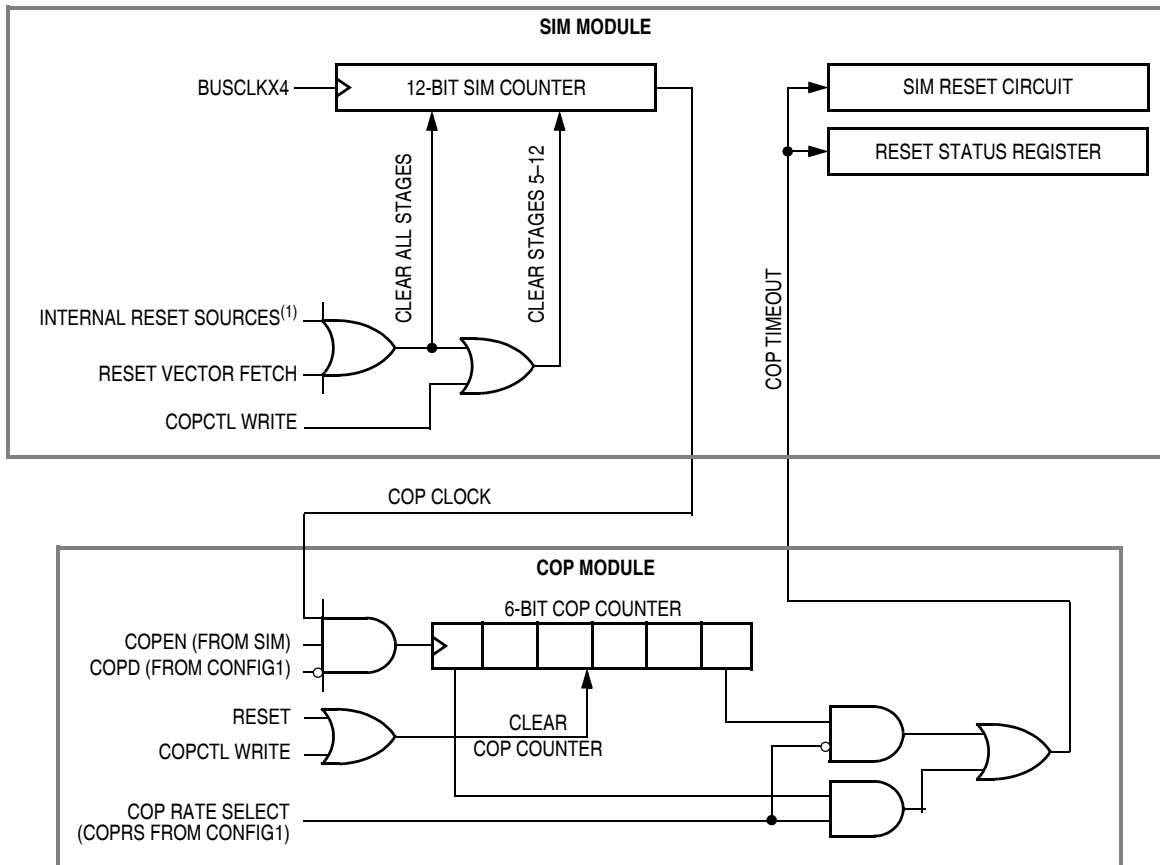 SIM MODULE
BUSCLKX4
12-BIT SIM COUNTER
SIM RESET CIRCUIT
RESET STATUS REGISTER
CLEAR ALL STAGES
CLEAR STAGES 5–12
INTERNAL RESET SOURCES(1)
RESET VECTOR FETCH
COPCTL WRITE
COP TIMEOUT
COP CLOCK
COP MODULE
6-BIT COP COUNTER
COPEN (FROM SIM)
COPD (FROM CONFIG1)
RESET
COPCTL WRITE
CLEAR
COP COUNTER
COP RATE SELECT
(COPRS FROM CONFIG1)